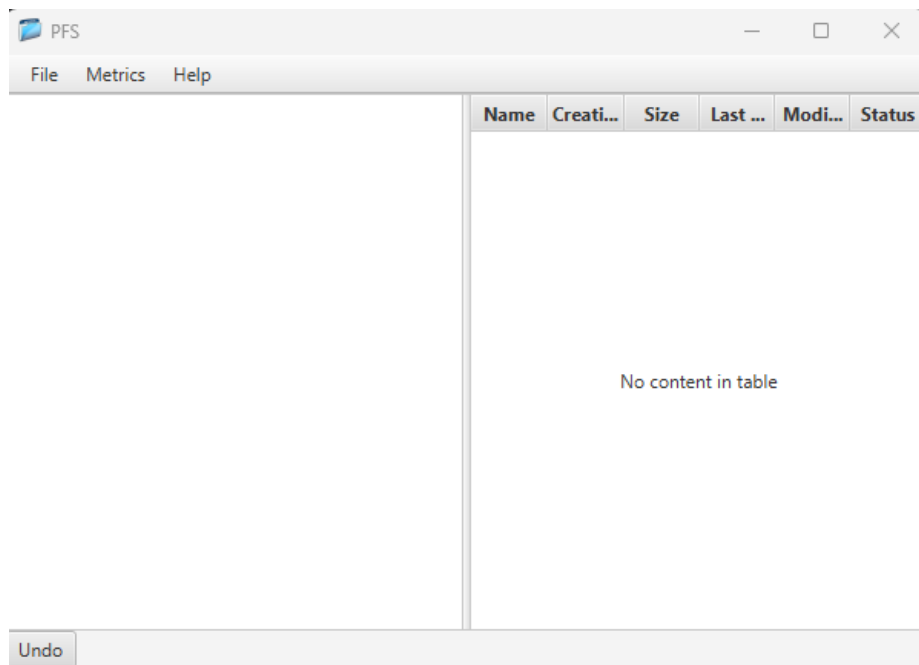 PFS
File Metrics Help
Name Creati... Size Last ... Modi... Status
No content in table
Undo